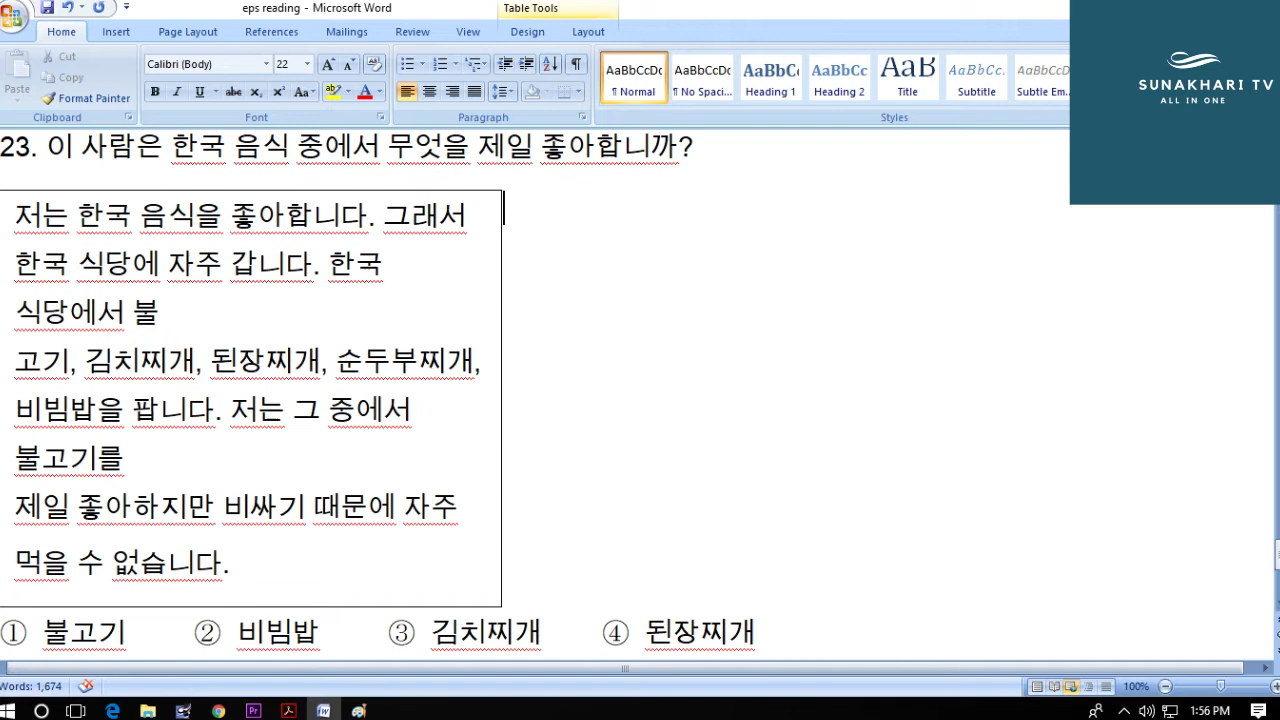 eps reading - Microsoft Word
Table Tools
Home Insert Page Layout References Mailings Review View Design Layout
Cut
Copy
Format Painter
Paste
Calibri (Body) 22
AaBbCcDc AaBbCcDc AaBbC AaBbCc AaB AaBbCc. AaBbCcDc
¶ Normal ¶ No Spaci... Heading 1 Heading 2 Title Subtitle Subtle Em...
Clipboard Font Paragraph Styles
SUNAKHARI TV
ALL IN ONE
23. 이 사람은 한국 음식 중에서 무엇을 제일 좋아합니까?
저는 한국 음식을 좋아합니다. 그래서
한국 식당에 자주 갑니다. 한국
식당에서 불
고기, 김치찌개, 된장찌개, 순두부찌개,
비빔밥을 팝니다. 저는 그 중에서
불고기를
제일 좋아하지만 비싸기 때문에 자주
먹을 수 없습니다.
① 불고기 ② 비빔밥 ③ 김치찌개 ④ 된장찌개
Words: 1,674
100%
1:56 PM